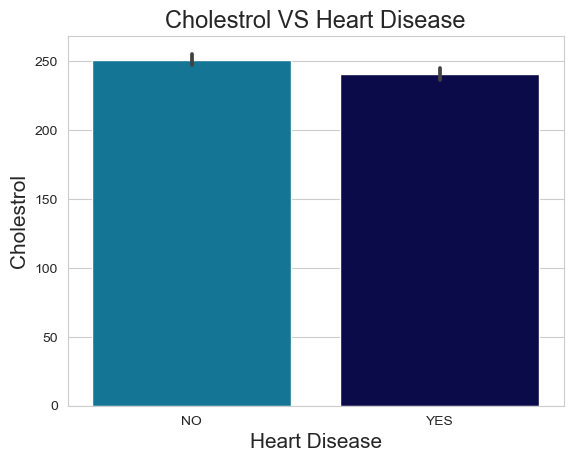 Cholestrol VS Heart Disease
250
200
150
100
50
0
Cholestrol
NO
YES
Heart Disease